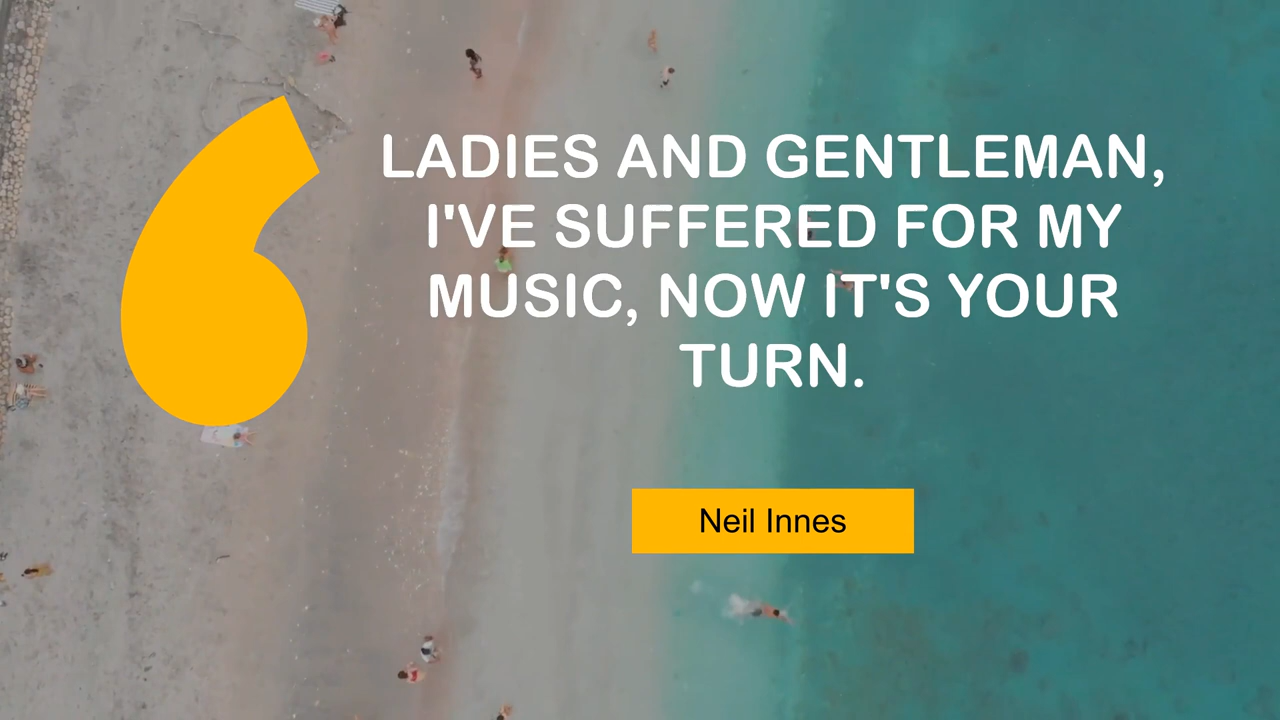 LADIES AND GENTLEMAN,
I'VE SUFFERED FOR MY
MUSIC, NOW IT'S YOUR
TURN.
Neil Innes